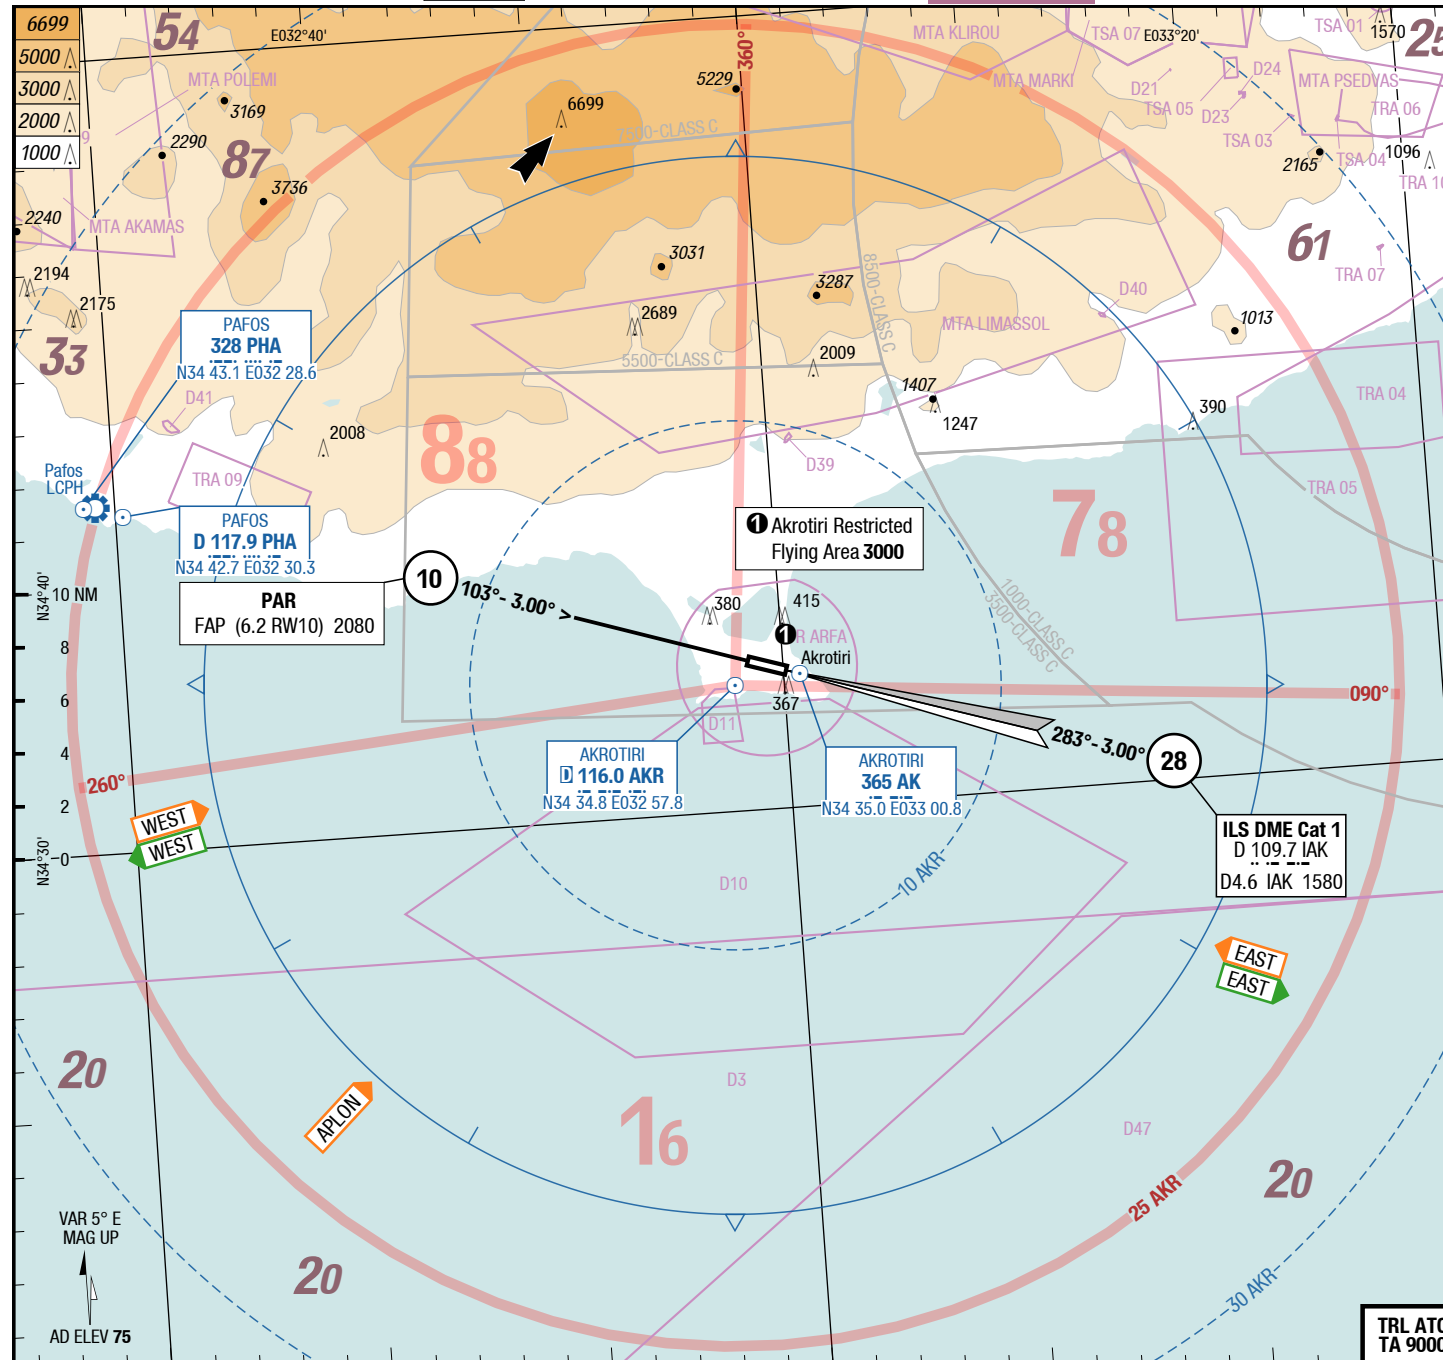 6699
5000
3000
2000
1000
54
E032°40'
360°
5229
MTA KLIROU
TSA 07
E033°20'
TSA 01
1570
25
MTA POLEMI
3169
2290
87
6699
7500-CLASS C
MTA MARKI
D21
D24
TSA 05
D23
TSA 03
MTA PSEDVAS
TRA 06
TSA 04
1096
2165
TRA 10
9
3736
2240
MTA AKAMAS
61
TRA 07
2194
2175
33
3031
3287
8500-CLASS C
D40
MTA LIMASSOL
1013
2689
5500-CLASS C
2009
1407
1247
390
TRA 04
PAFOS
328 PHA
N34 43.1 E032 28.6
D41
2008
88
D39
Pafos
LCPH
TRA 09
TRA 05
78
PAFOS
D 117.9 PHA
N34 42.7 E032 30.3
1 Akrotiri Restricted
Flying Area 3000
N34°40'
10 NM
8
6
4
2
0
N34°30'
PAR
FAP (6.2 RW10) 2080
10
103°- 3.00° >
380
415
1
R ARFA
Akrotiri
367
D11
1000-CLASS C
3500-CLASS C
090°
260°
283°- 3.00°
28
AKROTIRI
D 116.0 AKR
N34 34.8 E032 57.8
AKROTIRI
365 AK
N34 35.0 E033 00.8
WEST
WEST
ILS DME Cat 1
D 109.7 IAK
D4.6 IAK 1580
D10
10 AKR
EAST
EAST
20
APLON
D3
16
D47
20
25 AKR
VAR 5° E
MAG UP
20
30 AKR
AD ELEV 75
TRL ATC
TA 9000